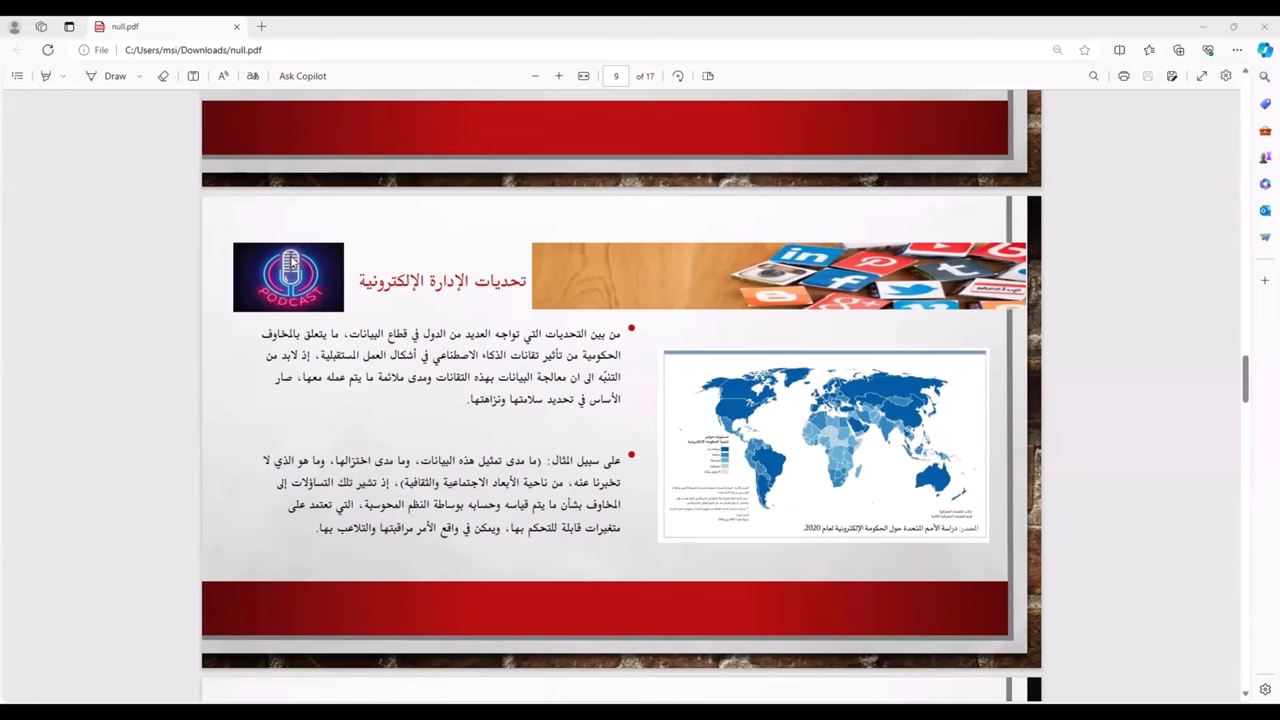 null.pdf
File
C:/Users/msi/Downloads/null.pdf
Draw
Ask Copilot
9 of 17
PODCAST
تحديات الإدارة الإلكترونية
من بين التحديات التي تواجه العديد من الدول في قطاع البيانات، ما يتعلق بالمخاوف
الحكومية من تأثير تقانات الذكاء الاصطناعي في أشكال العمل المستقبلية، إذ لابد من
التنبّه الى ان معالجة البيانات بهذه التقانات ومدى ملائمة ما يتم عمله معها، صار
الأساس في تحديد سلامتها ونزاهتها.
على سبيل المثال: (ما مدى تمثيل هذه البيانات، وما مدى اختزالها، وما هو الذي لا
تخبرنا عنه، من ناحية الأبعاد الاجتماعية والثقافية)، إذ تشير تلك التساؤلات إلى
المخاوف بشأن ما يتم قياسه وحسابه بوساطة النظم المحوسبة، التي تعتمد على
متغيرات قابلة للتحكم بها، ويمكن في واقع الأمر مراقبتها والتلاعب بها.
المصدر: دراسة الأمم المتحدة حول الحكومة الإلكترونية لعام 2020.